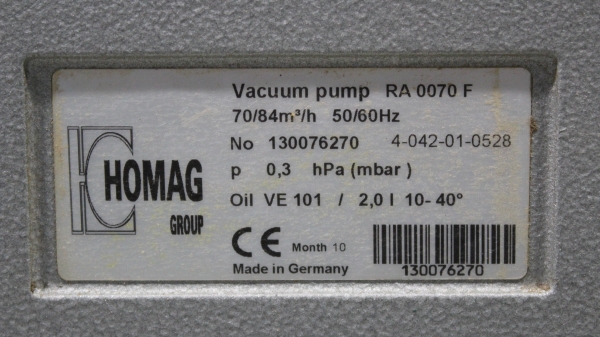 HOMAG
GROUP
Vacuum pump RA 0070 F
70/84m³/h 50/60Hz
No 130076270 4-042-01-0528
p 0,3 hPa (mbar)
Oil VE 101 / 2,0 l 10-40°
CE Month 10
Made in Germany
130076270